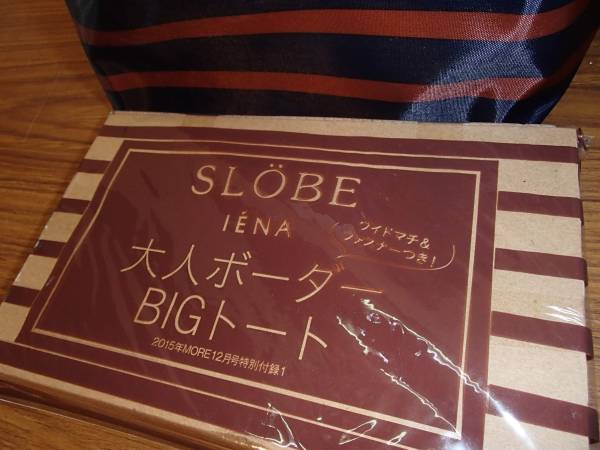 SLÖBE
IÉNA
ワイドマチ&
ファスナーつき!
大人ボーダー
BIGトート
2015年MORE12月号特別付録1